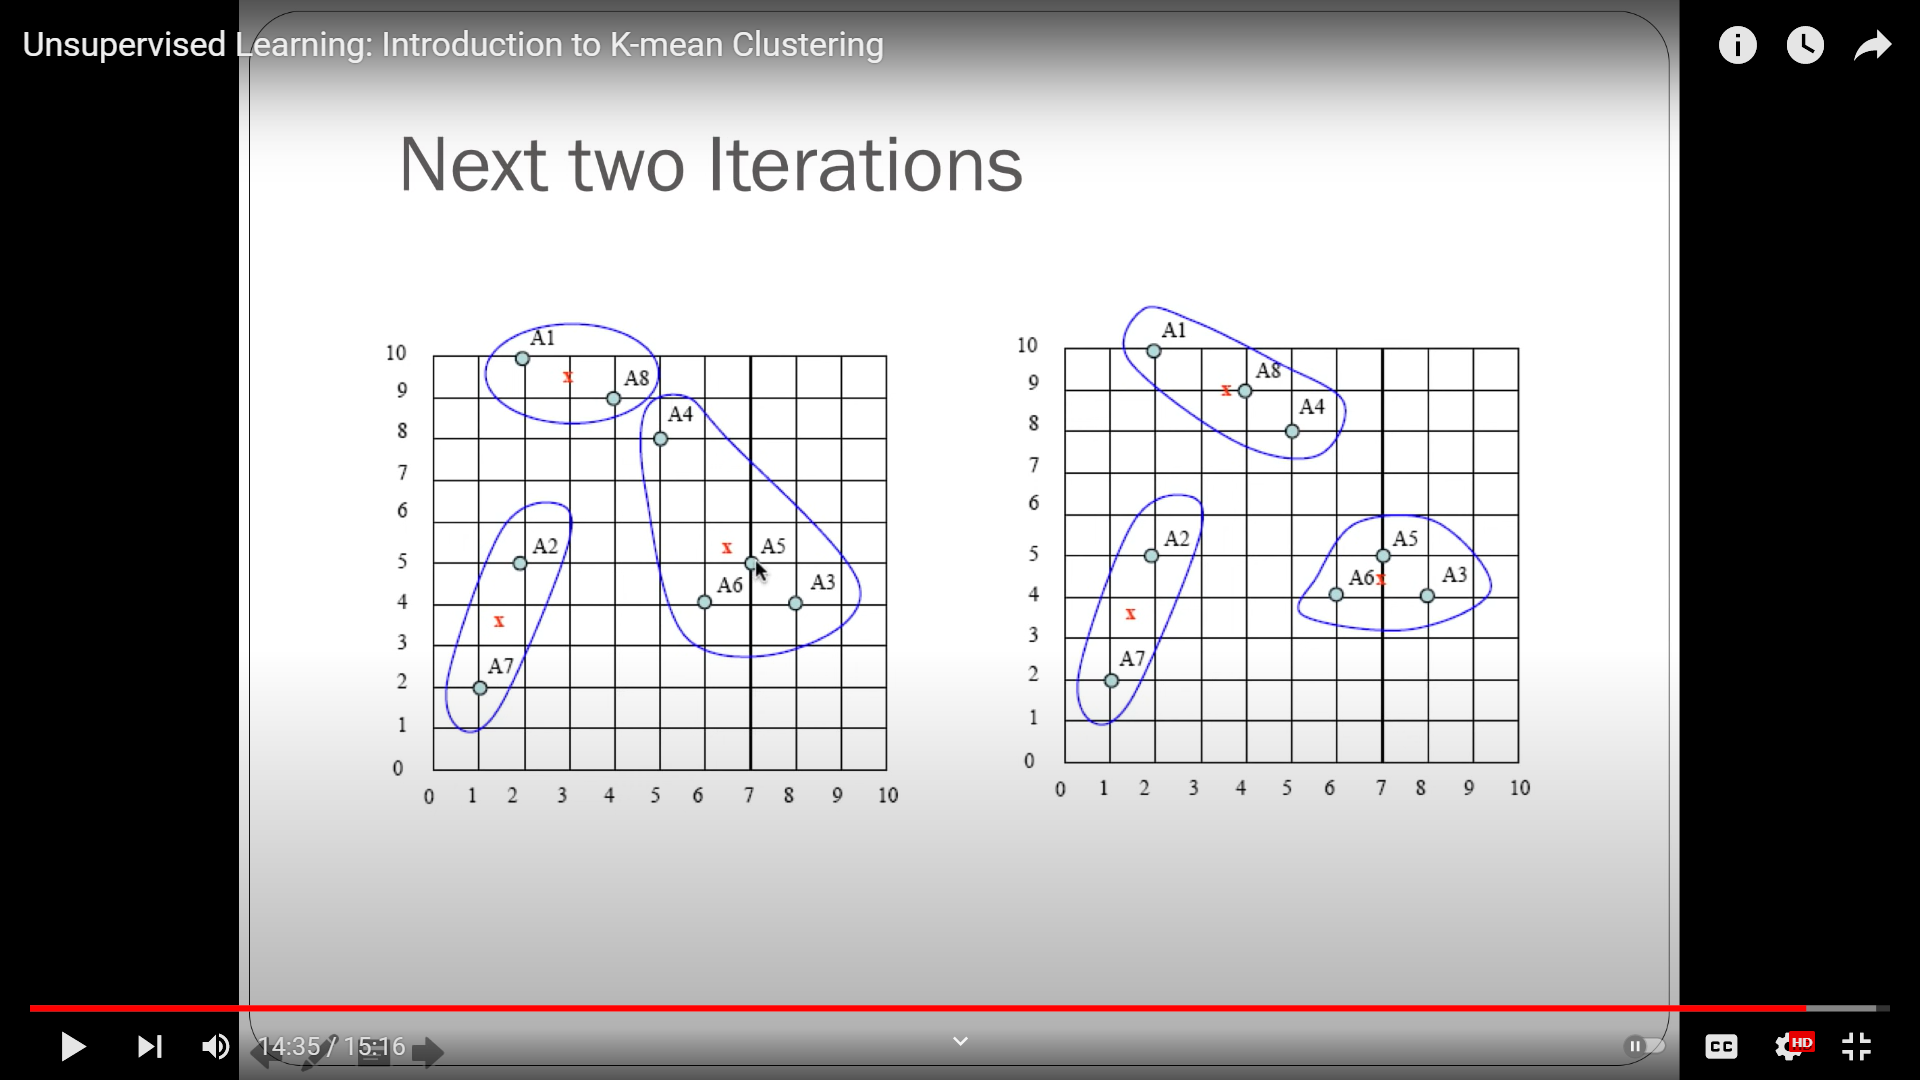 Unsupervised Learning: Introduction to K-mean Clustering
Next two Iterations
A1
10
x
A8
9
A4
8
7
6
A2
x
A5
5
A6
A3
4
x
3
A7
2
1
0
0 1 2 3 4 5 6 7 8 9 10
A1
10
A8
9
x
A4
8
7
6
A2
A5
5
A6
x
A3
4
x
3
A7
2
1
0
0 1 2 3 4 5 6 7 8 9 10
14:35 / 15:16
CC
HD